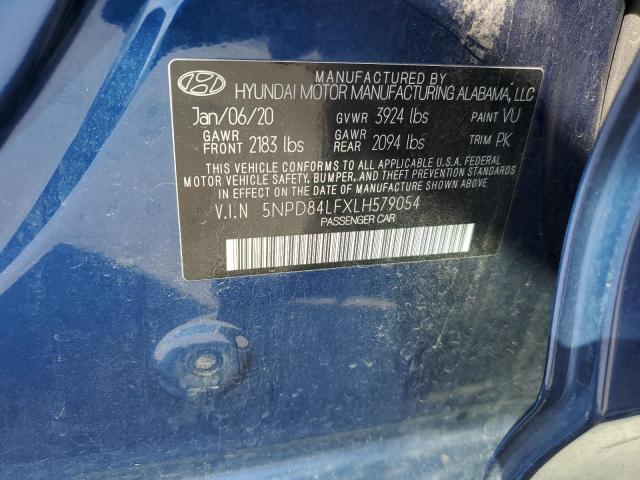 MANUFACTURED BY
HYUNDAI MOTOR MANUFACTURING ALABAMA, LLC
Jan/06/20 GVWR 3924 lbs PAINT VU
GAWR FRONT 2183 lbs GAWR REAR 2094 lbs TRIM PK
THIS VEHICLE CONFORMS TO ALL APPLICABLE U.S.A. FEDERAL
MOTOR VEHICLE SAFETY, BUMPER, AND THEFT PREVENTION STANDARDS
IN EFFECT ON THE DATE OF MANUFACTURE SHOWN ABOVE.
V.I.N 5NPD84LFXLH579054
PASSENGER CAR